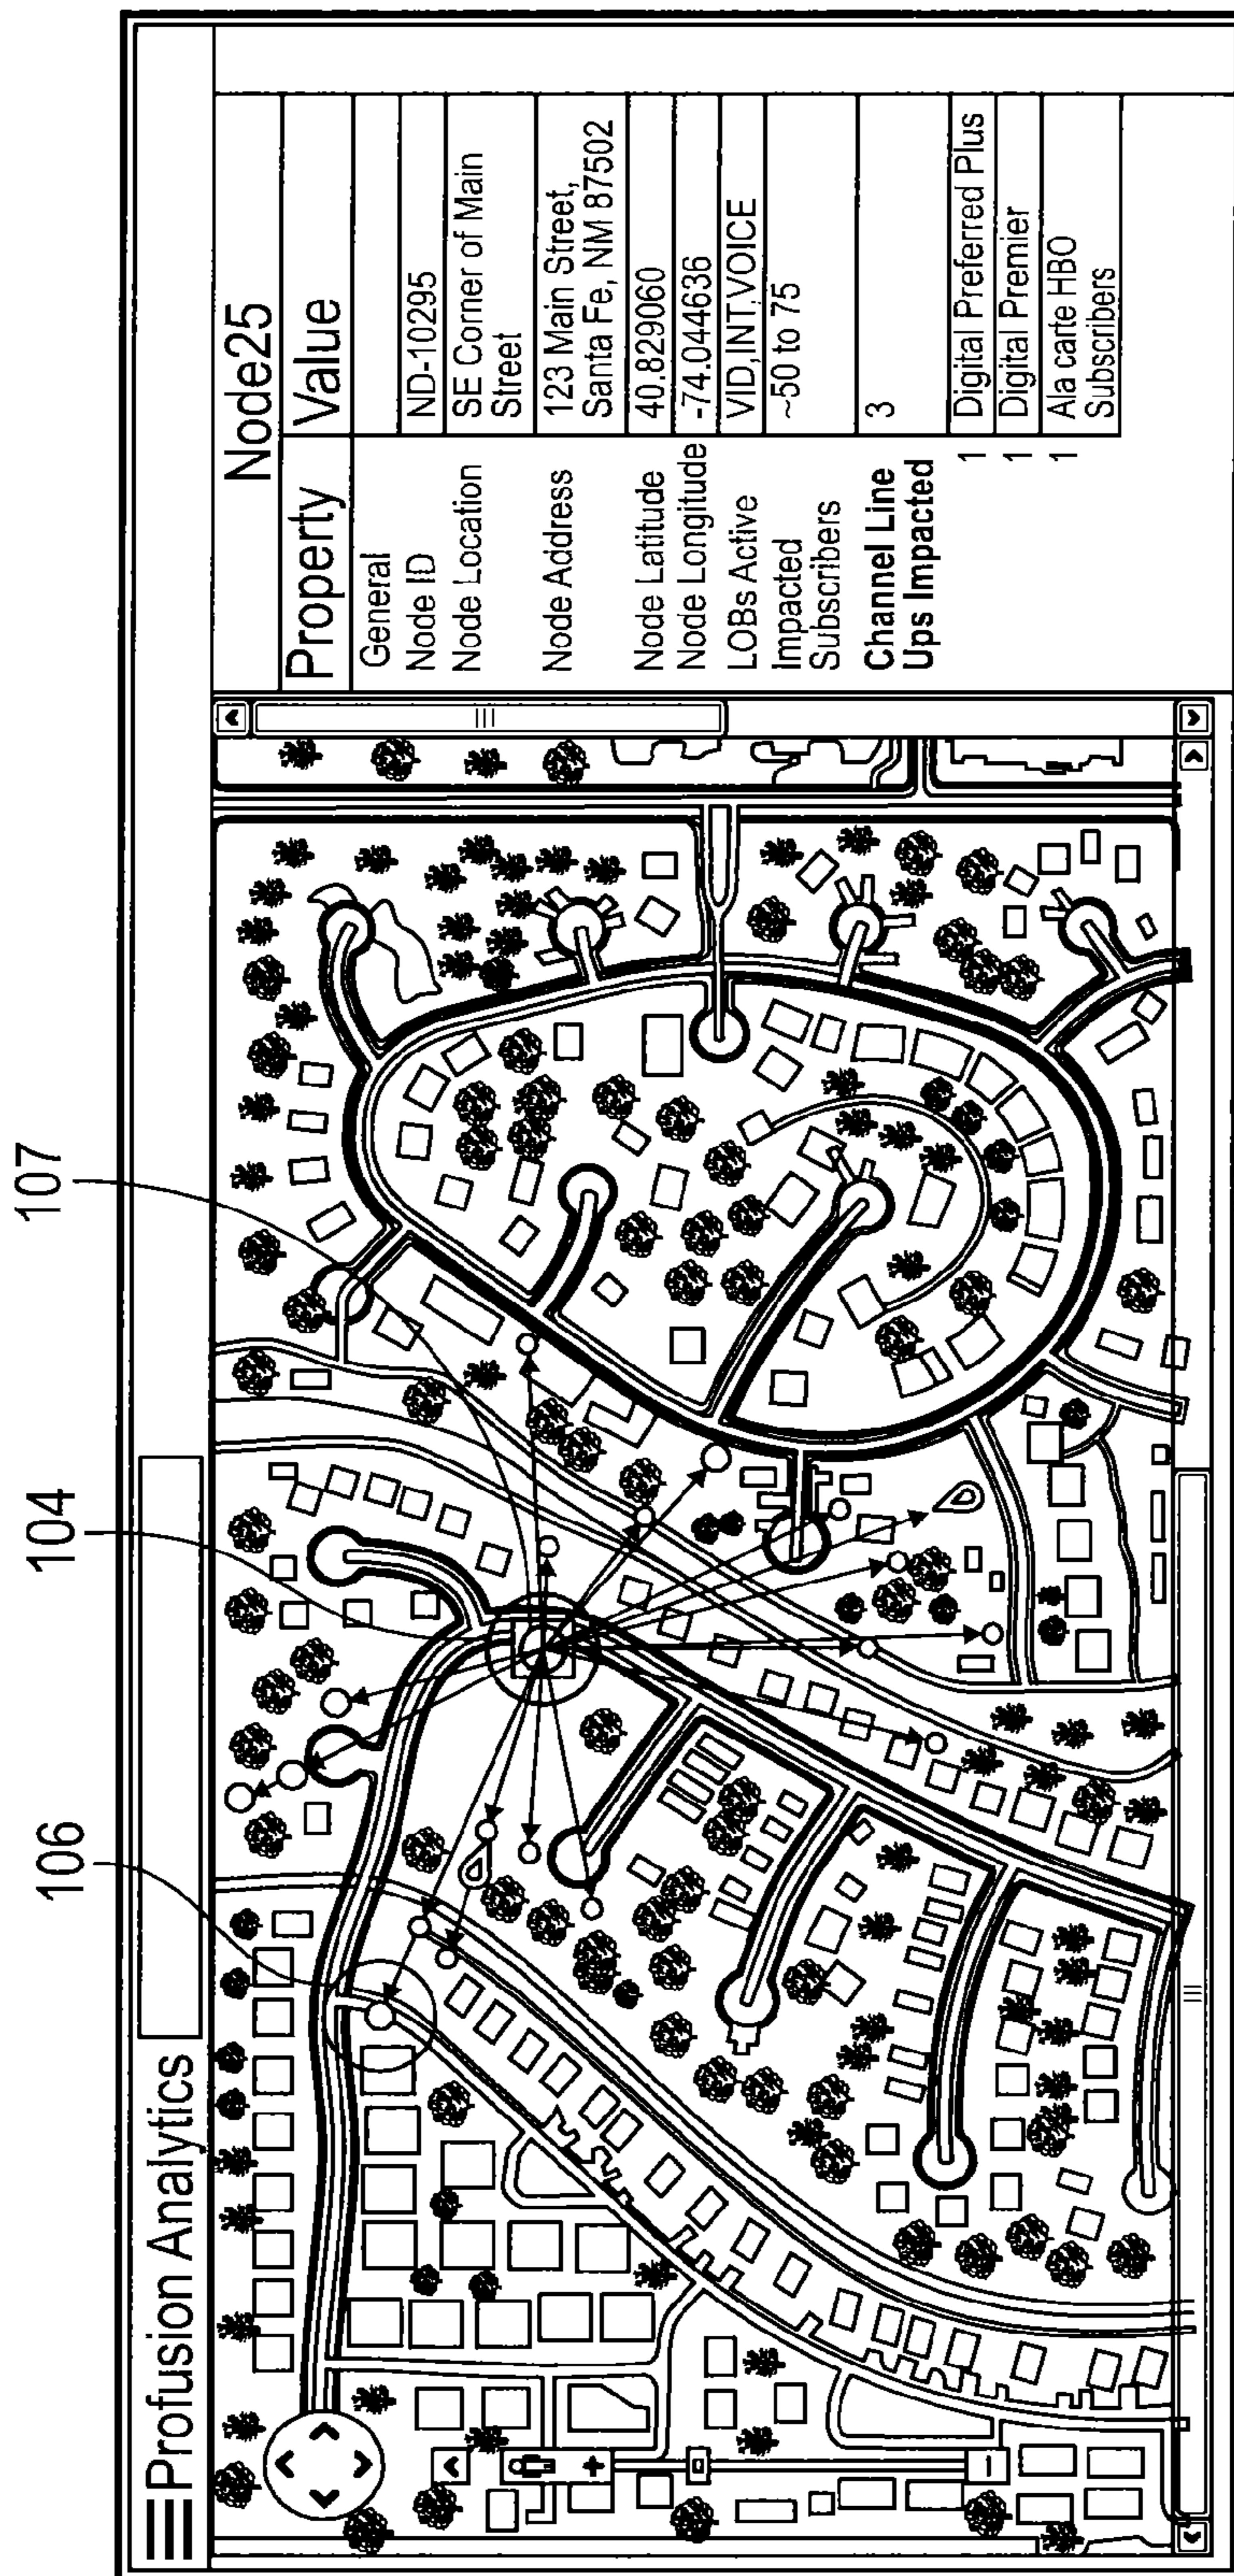 107
104
106
Profusion Analytics
Node25
Property Value
General
Node ID ND-10295
Node Location SE Corner of Main
Street
Node Address 123 Main Street,
Santa Fe, NM 87502
Node Latitude 40.829060
Node Longitude -74.044636
LOBs Active VID,INT,VOICE
Impacted ~50 to 75
Subscribers
Channel Line 3
Ups Impacted
1 Digital Preferred Plus
1 Digital Premier
1 Ala carte HBO
Subscribers